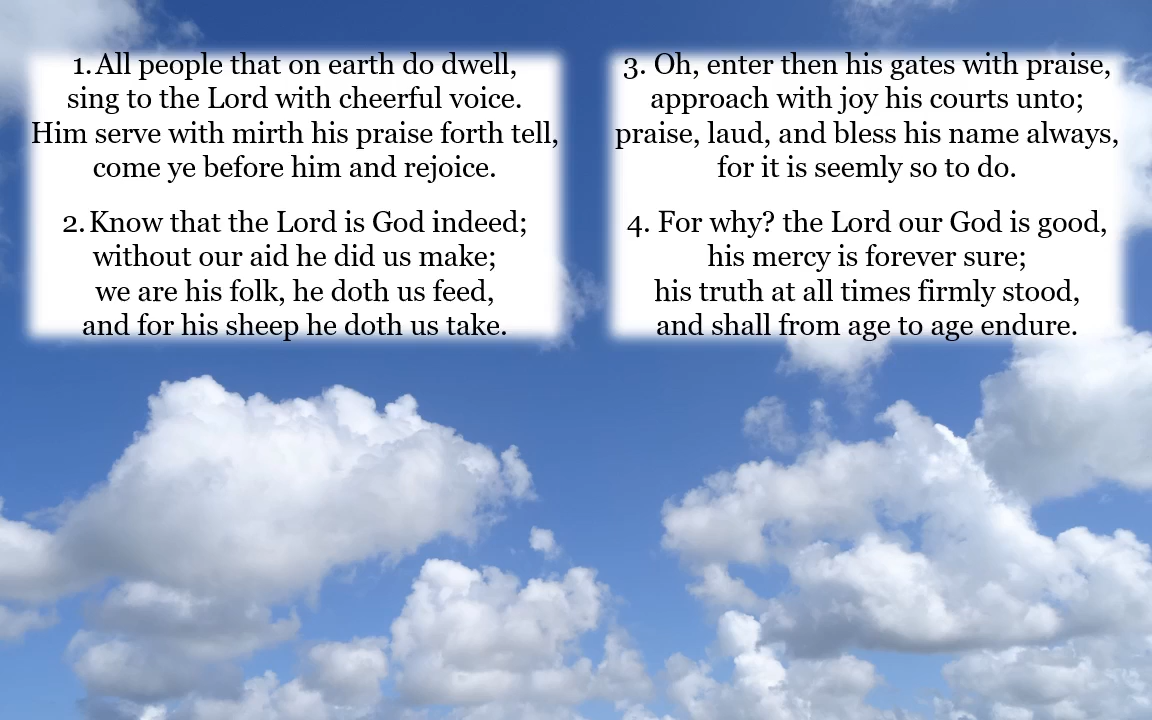 1. All people that on earth do dwell,
sing to the Lord with cheerful voice.
Him serve with mirth his praise forth tell,
come ye before him and rejoice.
2. Know that the Lord is God indeed;
without our aid he did us make;
we are his folk, he doth us feed,
and for his sheep he doth us take.
3. Oh, enter then his gates with praise,
approach with joy his courts unto;
praise, laud, and bless his name always,
for it is seemly so to do.
4. For why? the Lord our God is good,
his mercy is forever sure;
his truth at all times firmly stood,
and shall from age to age endure.